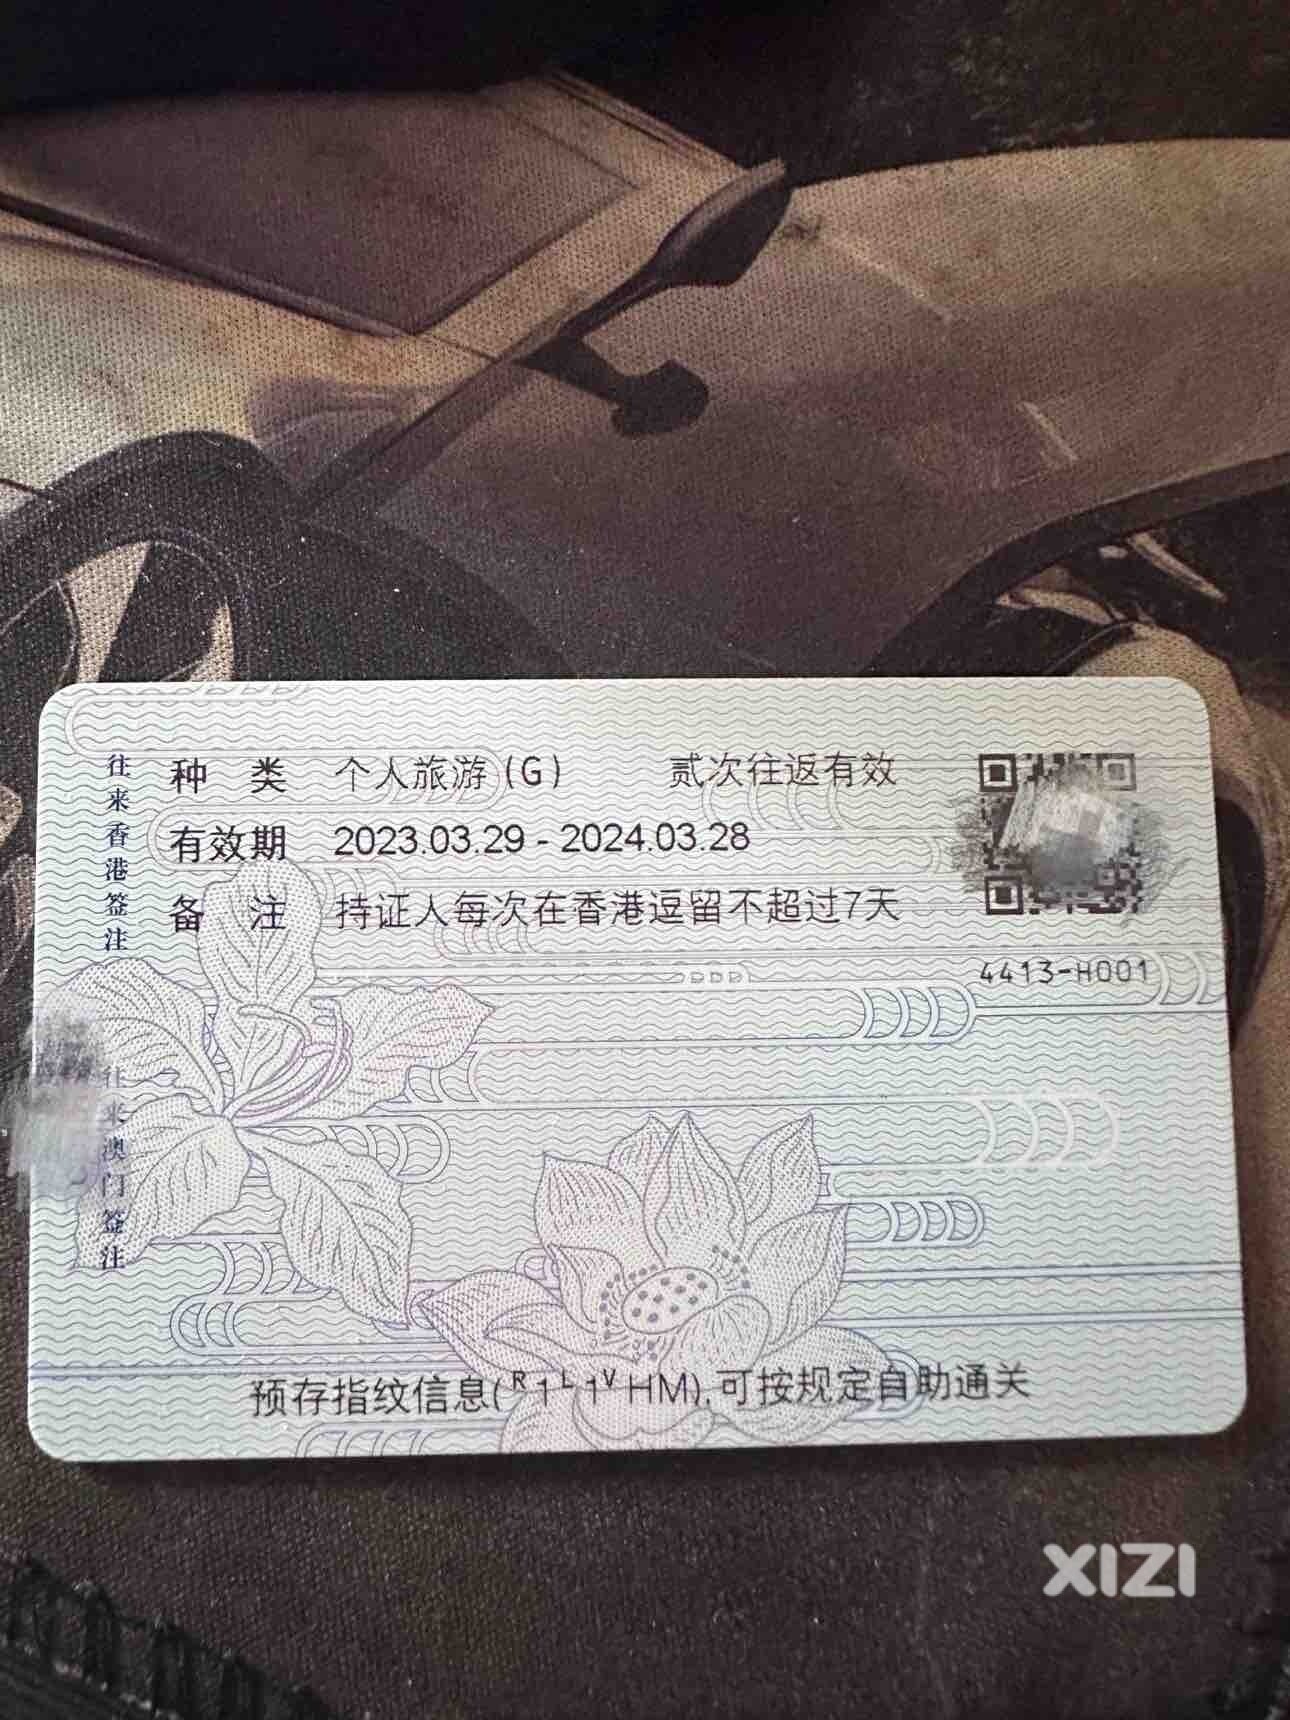 往来香港签注
种 类 个人旅游(G) 贰次往返有效
有效期 2023.03.29 - 2024.03.28
备 注 持证人每次在香港逗留不超过7天
4413-H001
往来澳门签注
预存指纹信息(R1L1V HM),可按规定自助通关
XIZI